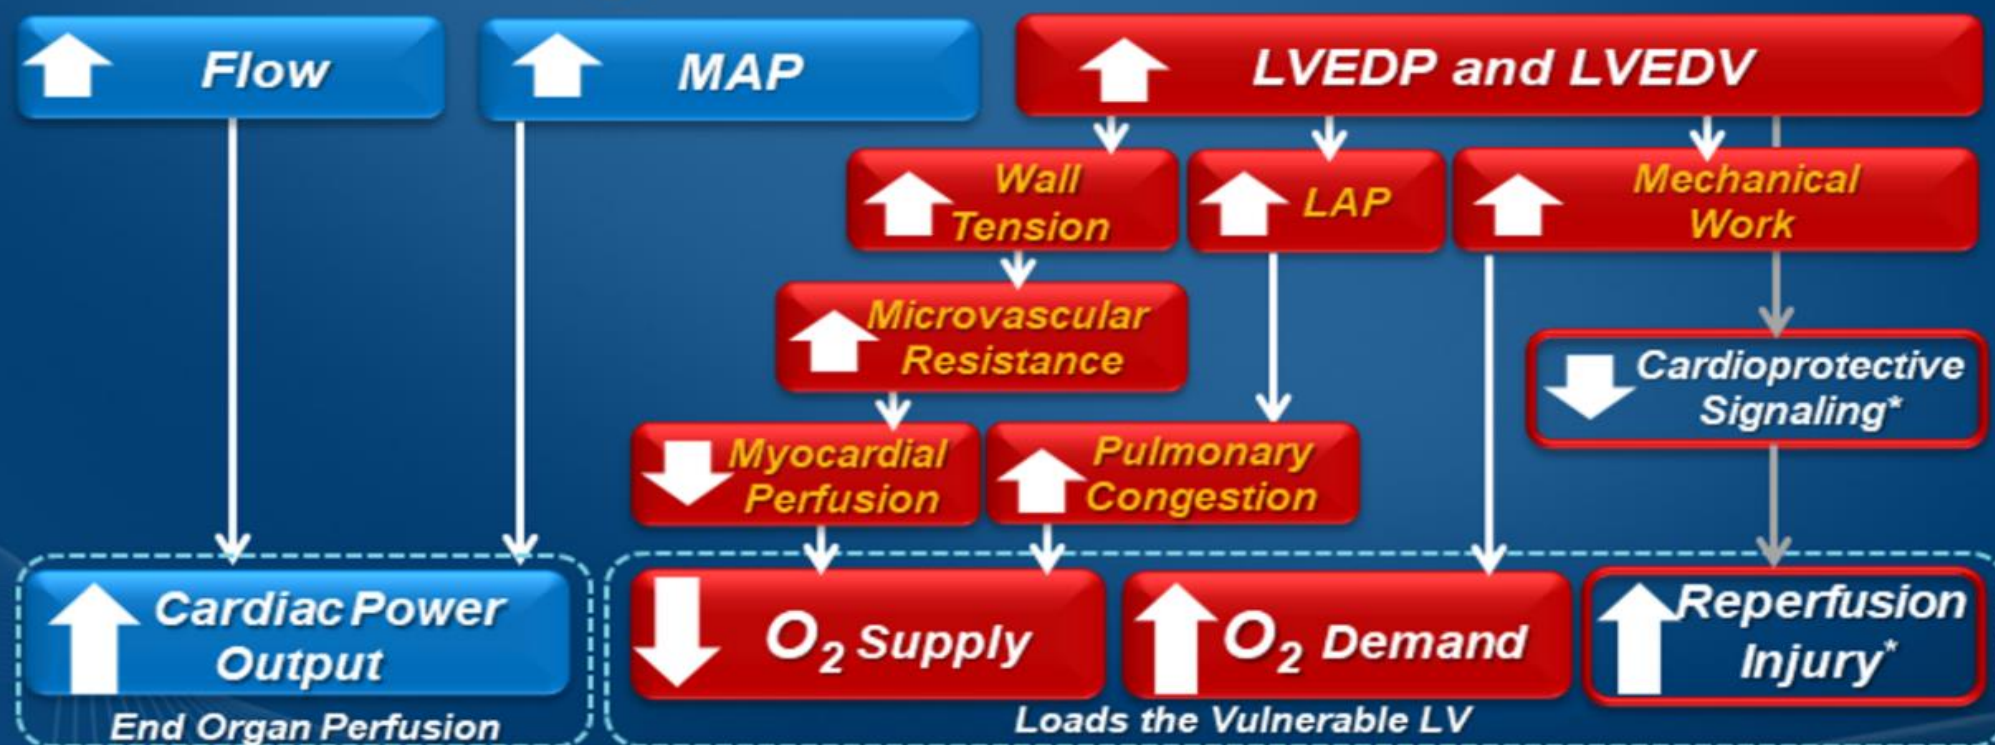 Flow
MAP
LVEDP and LVEDV
Wall
Tension
LAP
Mechanical
Work
Microvascular
Resistance
Cardioprotective
Signaling*
Myocardial
Perfusion
Pulmonary
Congestion
Cardiac Power
Output
O₂ Supply
O₂ Demand
Reperfusion
Injury*
End Organ Perfusion
Loads the Vulnerable LV